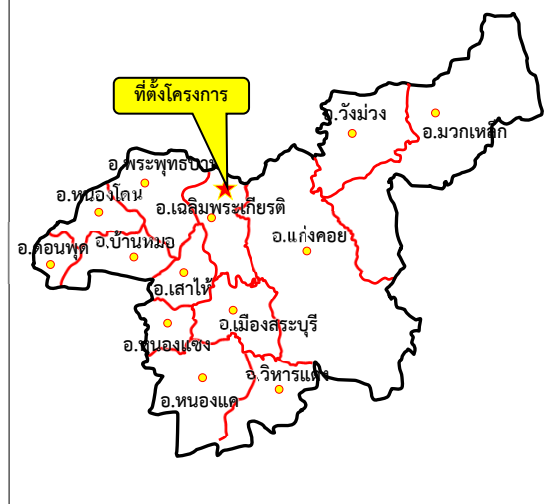 ที่ตั้งโครงการ
อ.วังม่วง
อ.มวกเหล็ก
อ.พระพุทธบาท
อ.หนองโดน
อ.เฉลิมพระเกียรติ
อ.แก่งคอย
อ.ดอนพุด
อ.บ้านหมอ
อ.เสาไห้
อ.เมืองสระบุรี
อ.หนองแซง
อ.วิหารแดง
อ.หนองแค